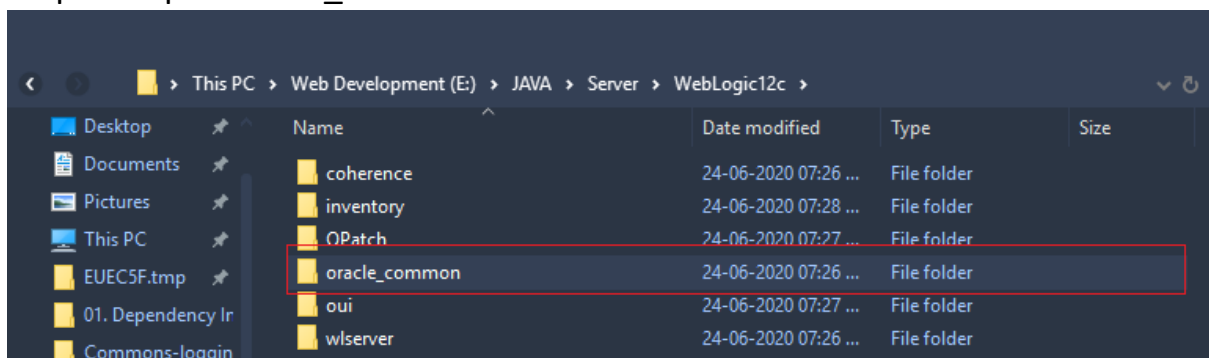 This PC > Web Development (E:) > JAVA > Server > WebLogic12c >
Desktop Name Date modified Type Size
Documents coherence 24-06-2020 07:26 ... File folder
Pictures inventory 24-06-2020 07:28 ... File folder
This PC OPatch 24-06-2020 07:27 ... File folder
EUEC5F.tmp oracle_common 24-06-2020 07:26 ... File folder
01. Dependency Ir oui 24-06-2020 07:27 ... File folder
Commons-loggin wlserver 24-06-2020 07:26 ... File folder